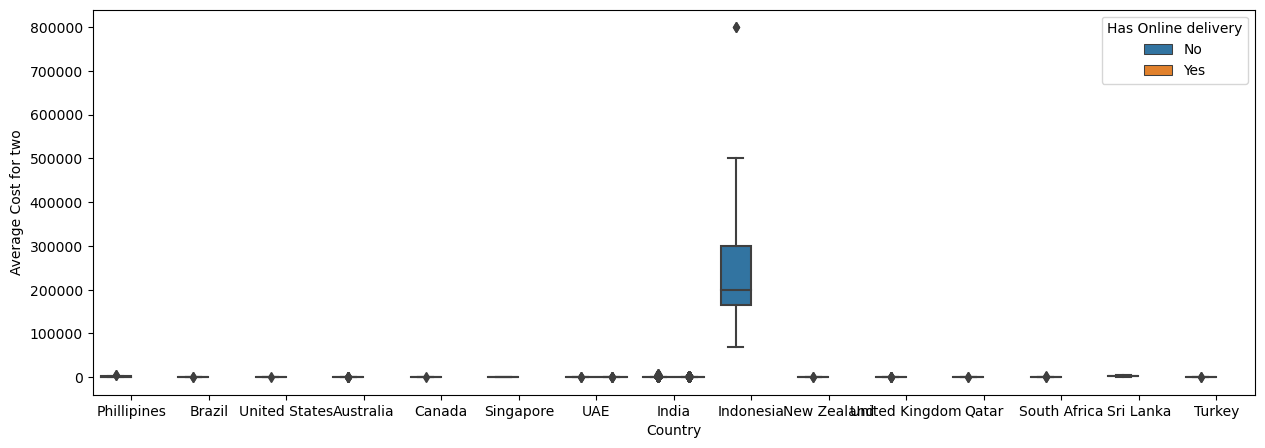 800000
700000
600000
500000
400000
300000
200000
100000
0
Average Cost for two
Has Online delivery
No
Yes
Phillipines Brazil United States Australia Canada Singapore UAE India Indonesia New Zealand United Kingdom Qatar South Africa Sri Lanka Turkey
Country